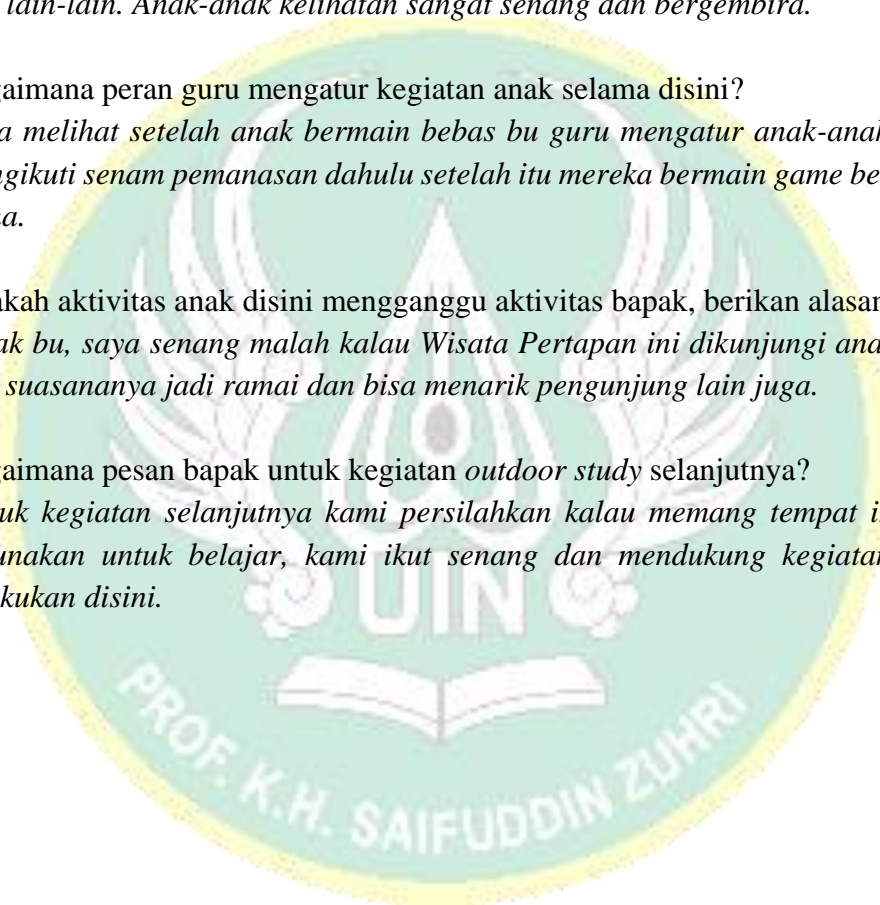 lain-lain. Anak-anak kelihatan sangat senang dan bergembira.
gaimana peran guru mengatur kegiatan anak selama disini?
a melihat setelah anak bermain bebas bu guru mengatur anak-anak
ngikuti senam pemanasan dahulu setelah itu mereka bermain game be
a.
akah aktivitas anak disini mengganggu aktivitas bapak, berikan alasan
ak bu, saya senang malah kalau Wisata Pertapan ini dikunjungi ana
suasananya jadi ramai dan bisa menarik pengunjung lain juga.
gaimana pesan bapak untuk kegiatan outdoor study selanjutnya?
uk kegiatan selanjutnya kami persilahkan kalau memang tempat i
unakan untuk belajar, kami ikut senang dan mendukung kegiatan
kukan disini.
UIN
PROF. K.H. SAIFUDDIN ZUHRI